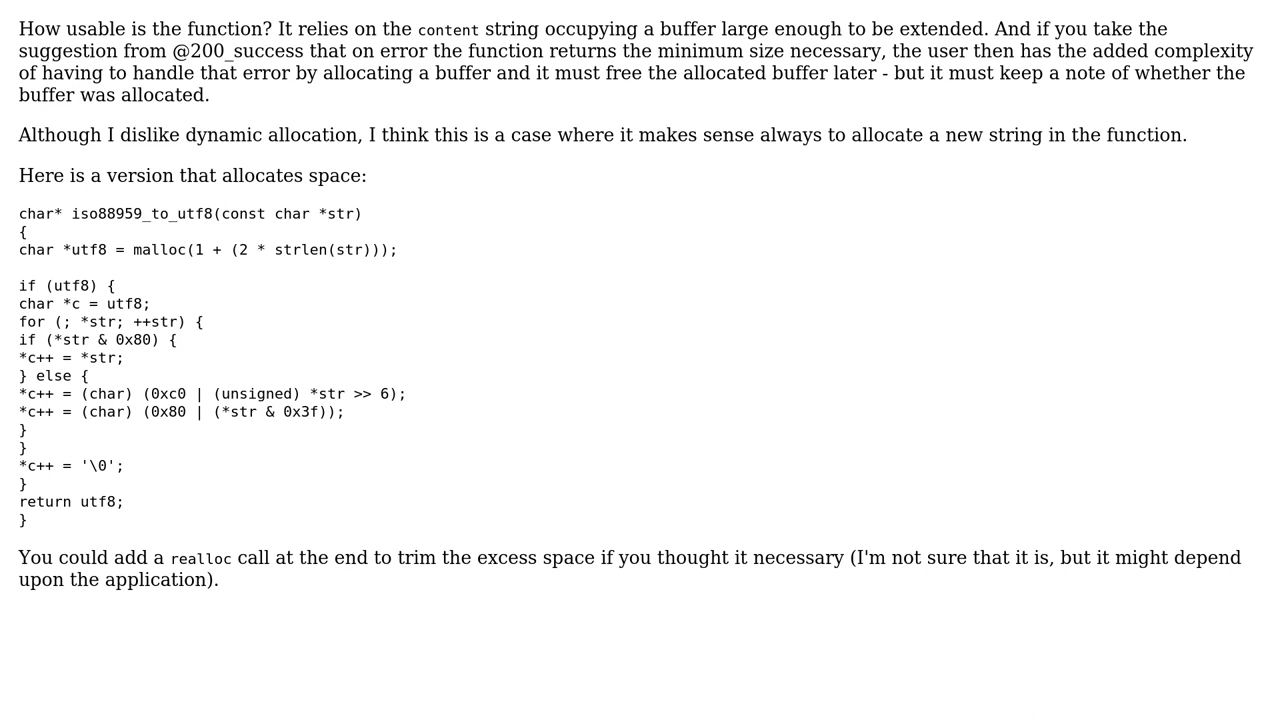 How usable is the function? It relies on the content string occupying a buffer large enough to be extended. And if you take the
suggestion from @200_success that on error the function returns the minimum size necessary, the user then has the added complexity
of having to handle that error by allocating a buffer and it must free the allocated buffer later - but it must keep a note of whether the
buffer was allocated.
Although I dislike dynamic allocation, I think this is a case where it makes sense always to allocate a new string in the function.
Here is a version that allocates space:
char* iso88959_to_utf8(const char *str)
{
char *utf8 = malloc(1 + (2 * strlen(str)));
if (utf8) {
char *c = utf8;
for (; *str; ++str) {
if (*str & 0x80) {
*c++ = *str;
} else {
*c++ = (char) (0xc0 | (unsigned) *str >> 6);
*c++ = (char) (0x80 | (*str & 0x3f));
}
}
*c++ = '\0';
}
return utf8;
}
You could add a realloc call at the end to trim the excess space if you thought it necessary (I'm not sure that it is, but it might depend
upon the application).